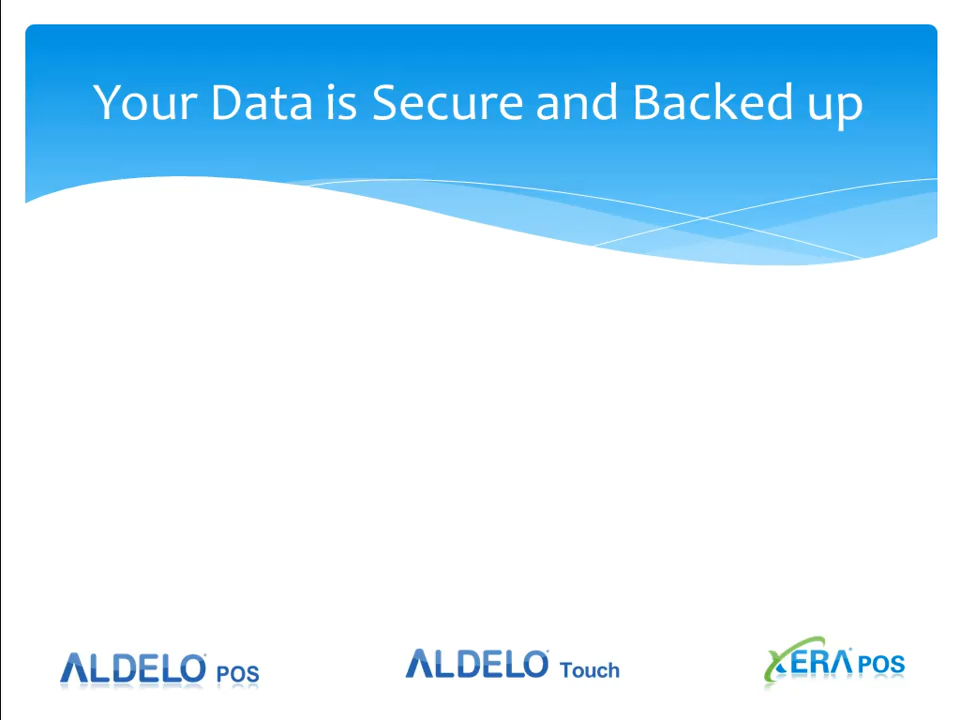 Your Data is Secure and Backed up
ALDELO POS
ALDELO Touch
XERA POS